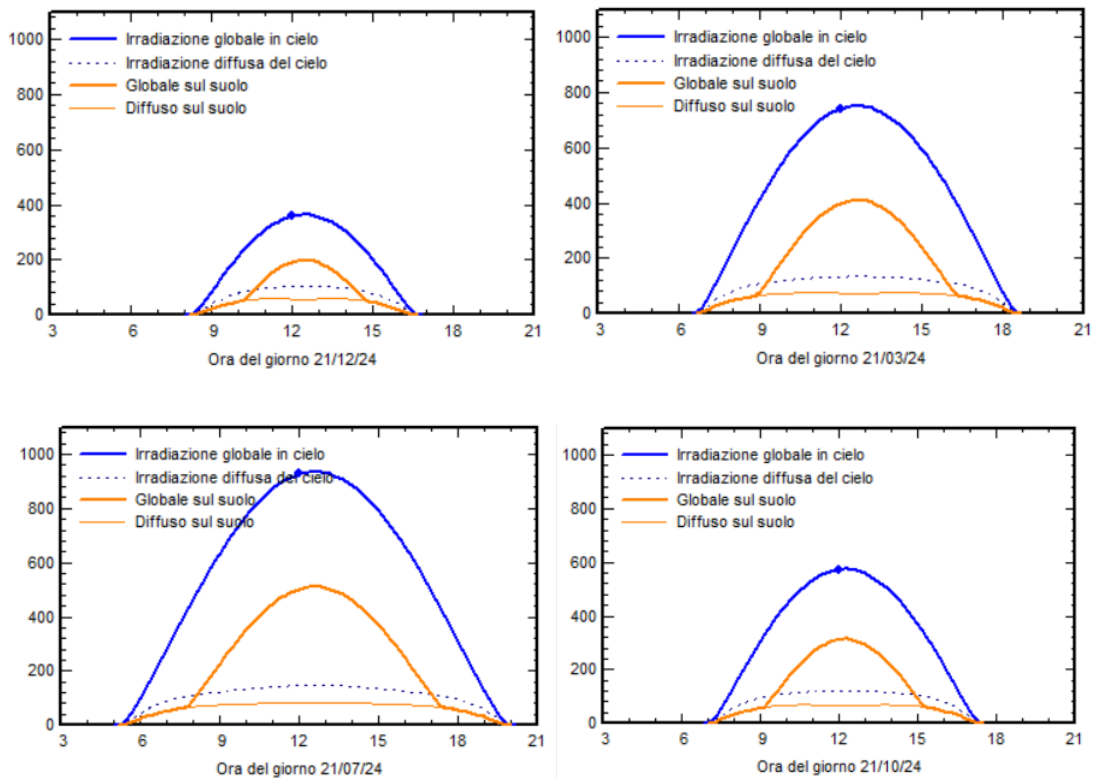 1000
800
600
400
200
0
Irradiazione globale in cielo
Irradiazione diffusa del cielo
Globale sul suolo
Diffuso sul suolo
3 6 9 12 15 18 21
Ora del giorno 21/12/24
1000
800
600
400
200
0
Irradiazione globale in cielo
Irradiazione diffusa del cielo
Globale sul suolo
Diffuso sul suolo
3 6 9 12 15 18 21
Ora del giorno 21/03/24
1000
800
600
400
200
0
Irradiazione globale in cielo
Irradiazione diffusa del cielo
Globale sul suolo
Diffuso sul suolo
3 6 9 12 15 18 21
Ora del giorno 21/07/24
1000
800
600
400
200
0
Irradiazione globale in cielo
Irradiazione diffusa del cielo
Globale sul suolo
Diffuso sul suolo
3 6 9 12 15 18 21
Ora del giorno 21/10/24